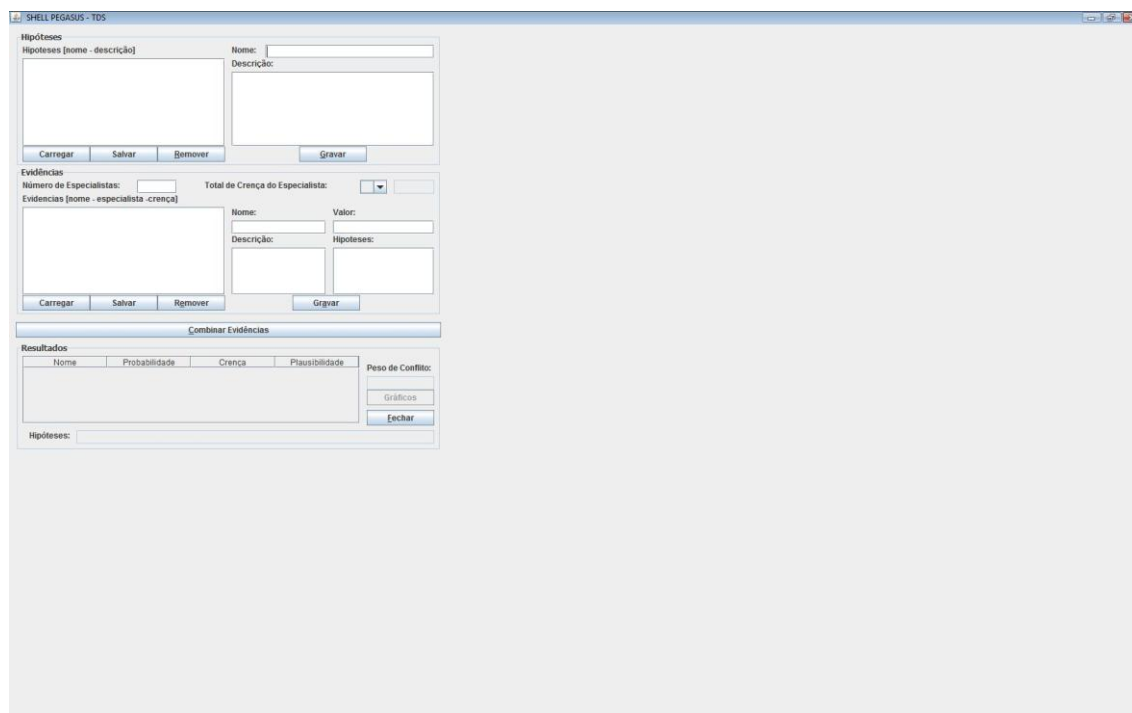 SHELL PEGASUS - TDS
Hipóteses
Hipoteses [nome - descrição]
Nome:
Descrição:
Carregar Salvar Remover Gravar
Evidências
Número de Especialistas: Total de Crença do Especialista:
Evidencias [nome - especialista -crença]
Nome: Valor:
Descrição: Hipoteses:
Carregar Salvar Remover Gravar
Combinar Evidências
Resultados
Nome Probabilidade Crença Plausibilidade
Peso de Conflito:
Gráficos
Fechar
Hipóteses: